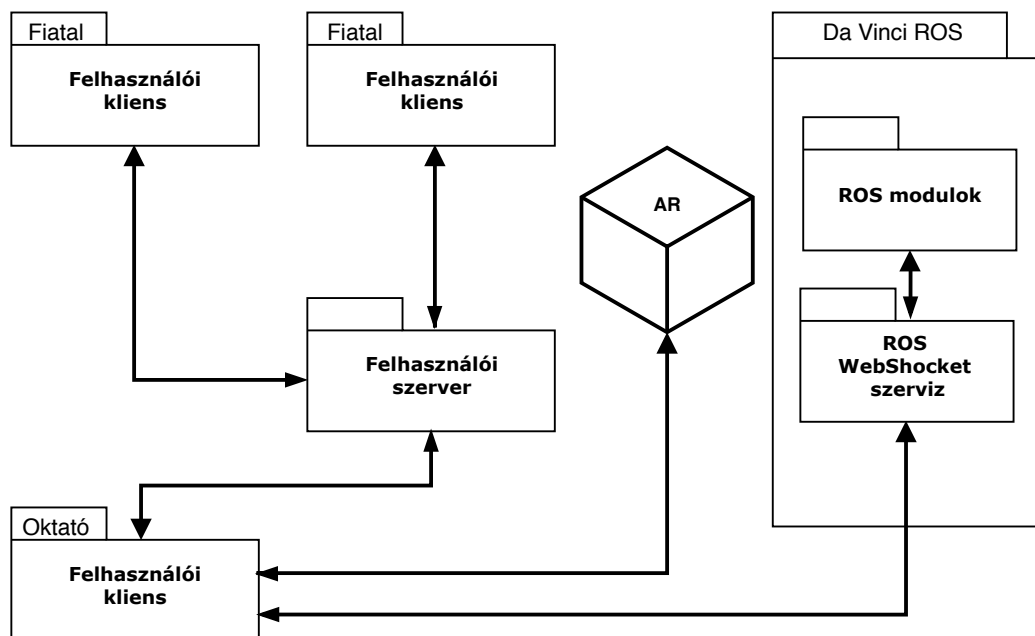 Fiatal
Felhasználói
kliens
Fiatal
Felhasználói
kliens
Da Vinci ROS
ROS modulok
AR
ROS
WebShocket
szerviz
Felhasználói
szerver
Oktató
Felhasználói
kliens